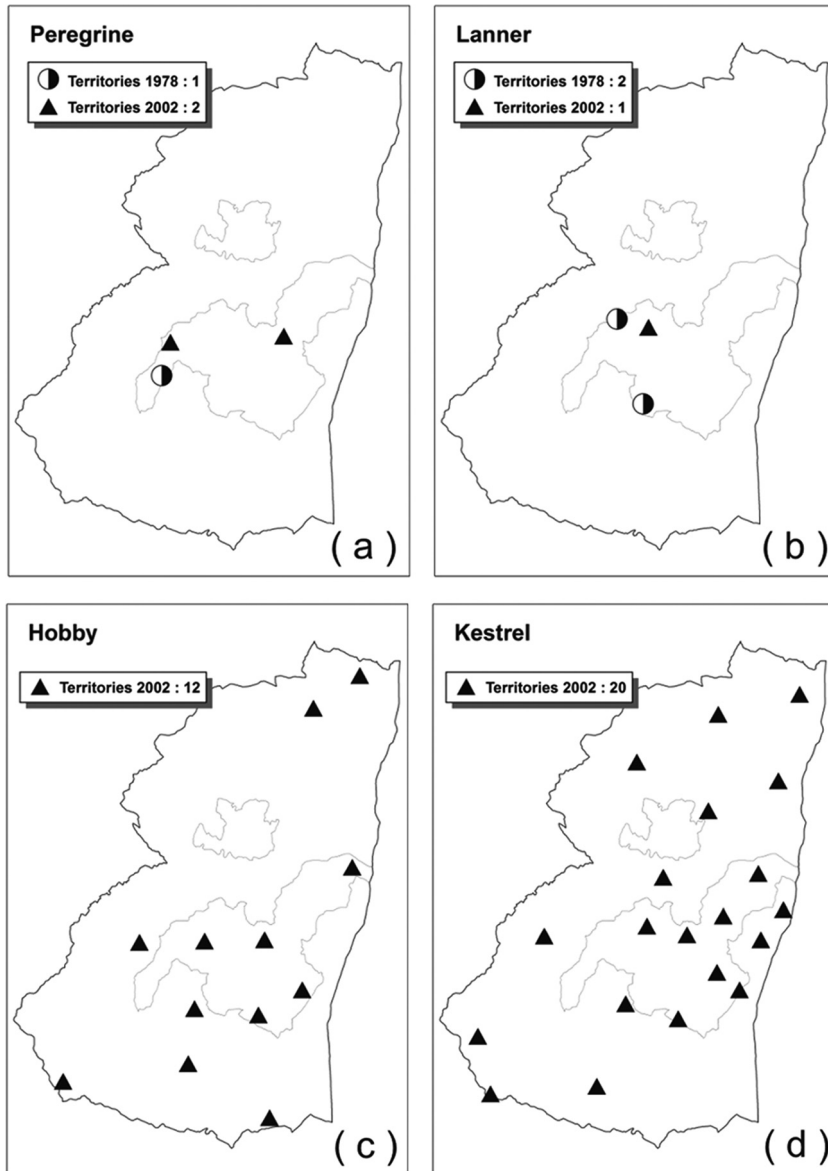 Peregrine
Territories 1978 : 1
Territories 2002 : 2
( a )
Lanner
Territories 1978 : 2
Territories 2002 : 1
( b )
Hobby
Territories 2002 : 12
( c )
Kestrel
Territories 2002 : 20
( d )